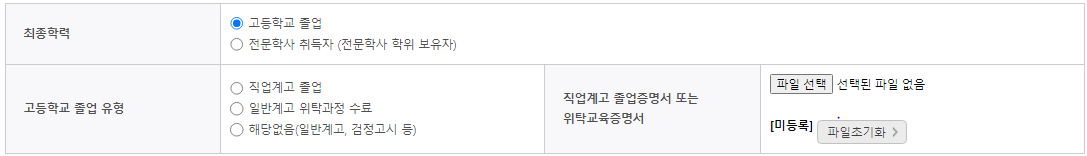 최종학력
고등학교 졸업
전문학사 취득자 (전문학사 학위 보유자)
고등학교 졸업 유형
직업계고 졸업
일반계고 위탁과정 수료
해당없음(일반계고, 검정고시 등)
직업계고 졸업증명서 또는
위탁교육증명서
파일 선택 선택된 파일 없음
[미등록] 파일초기화 >